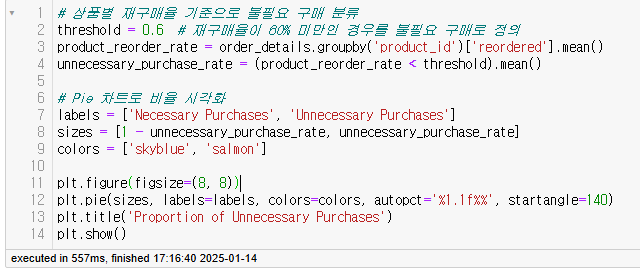 1 # 상품별 재구매율 기준으로 불필요 구매 분류
2 threshold = 0.6 # 재구매율이 60% 미만인 경우를 불필요 구매로 정의
3 product_reorder_rate = order_details.groupby('product_id')['reordered'].mean()
4 unnecessary_purchase_rate = (product_reorder_rate < threshold).mean()
5
6 # Pie 차트로 비율 시각화
7 labels = ['Necessary Purchases', 'Unnecessary Purchases']
8 sizes = [1 - unnecessary_purchase_rate, unnecessary_purchase_rate]
9 colors = ['skyblue', 'salmon']
10
11 plt.figure(figsize=(8, 8))
12 plt.pie(sizes, labels=labels, colors=colors, autopct='%1.1f%%', startangle=140)
13 plt.title('Proportion of Unnecessary Purchases')
14 plt.show()
executed in 557ms, finished 17:16:40 2025-01-14